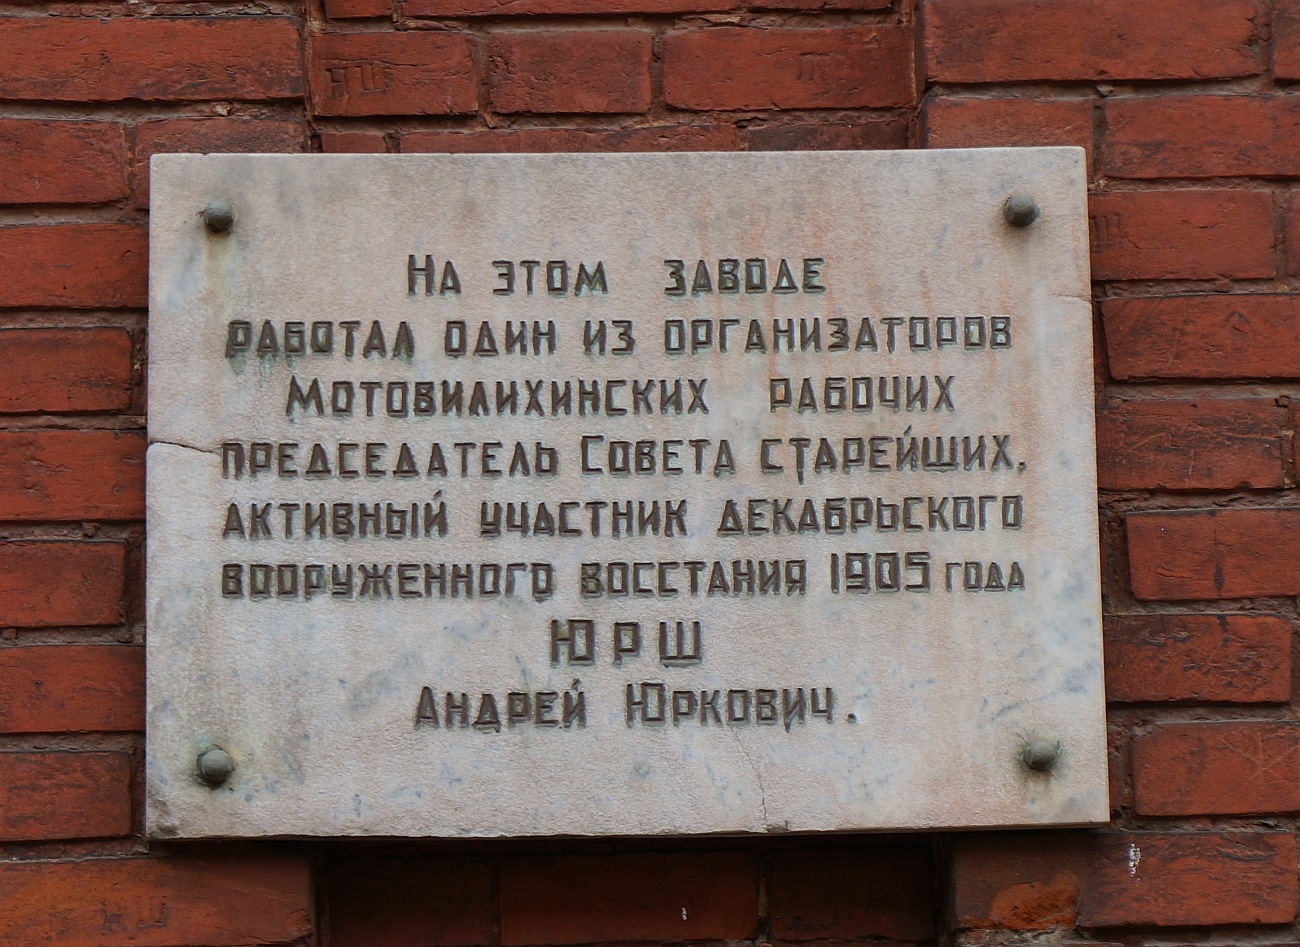 На этом заводе
работал один из организаторов
Мотовилихинских рабочих
председатель Совета старейших,
активный участник декабрьского
вооруженного восстания 1905 года
ЮРШ
Андрей Юркович.